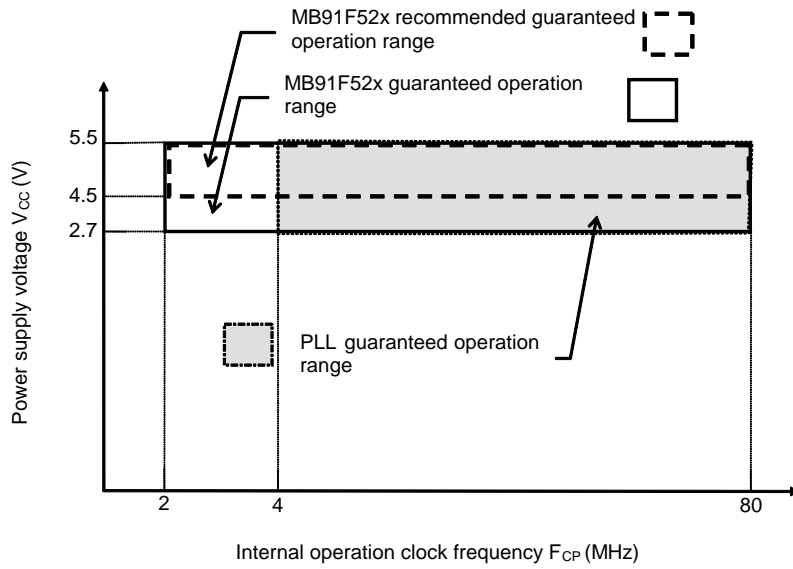 MB91F52x recommended guaranteed
operation range
MB91F52x guaranteed operation
range
5.5
4.5
2.7
Power supply voltage VCC (V)
PLL guaranteed operation
range
2
4
80
Internal operation clock frequency FCP (MHz)